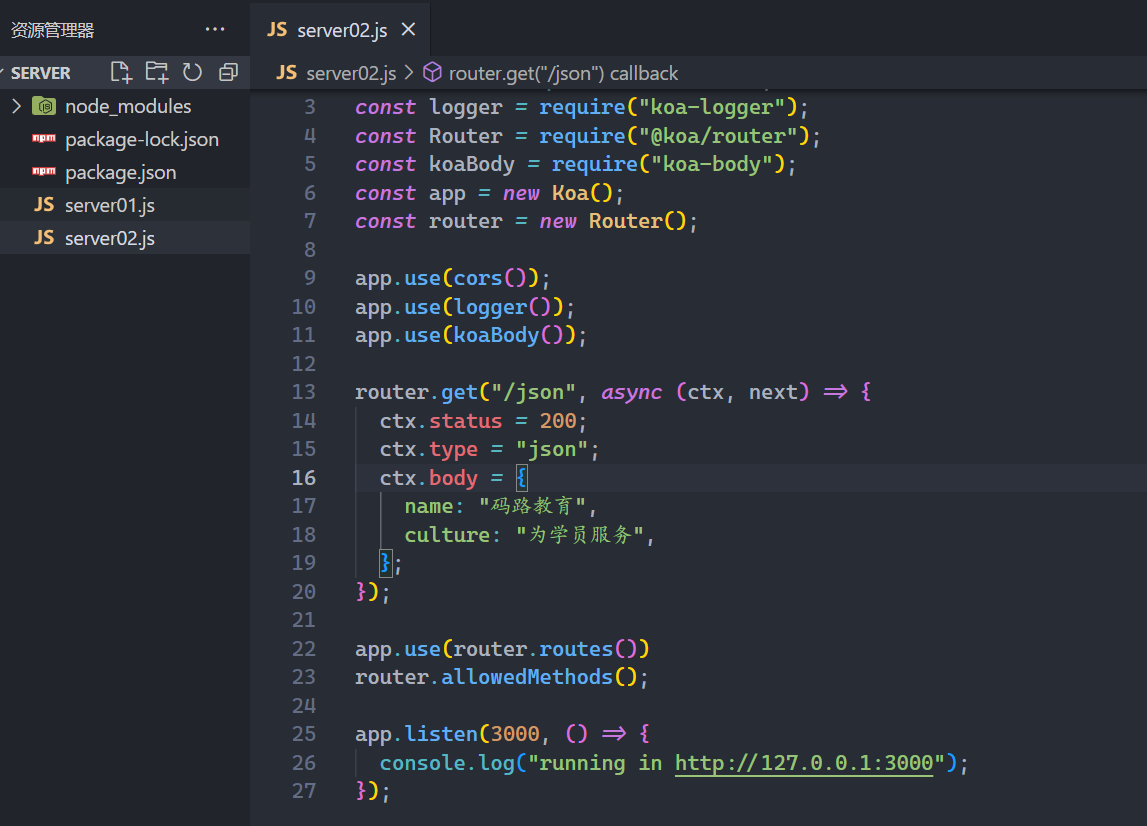 资源管理器
SERVER
node_modules
package-lock.json
package.json
JS server01.js
JS server02.js
JS server02.js
JS server02.js > router.get("/json") callback
3 const logger = require("koa-logger");
4 const Router = require("@koa/router");
5 const koaBody = require("koa-body");
6 const app = new Koa();
7 const router = new Router();
8
9 app.use(cors());
10 app.use(logger());
11 app.use(koaBody());
12
13 router.get("/json", async (ctx, next) => {
14 ctx.status = 200;
15 ctx.type = "json";
16 ctx.body = {
17 name: "码路教育",
18 culture: "为学员服务",
19 };
20 });
21
22 app.use(router.routes())
23 router.allowedMethods();
24
25 app.listen(3000, () => {
26 console.log("running in http://127.0.0.1:3000");
27 });